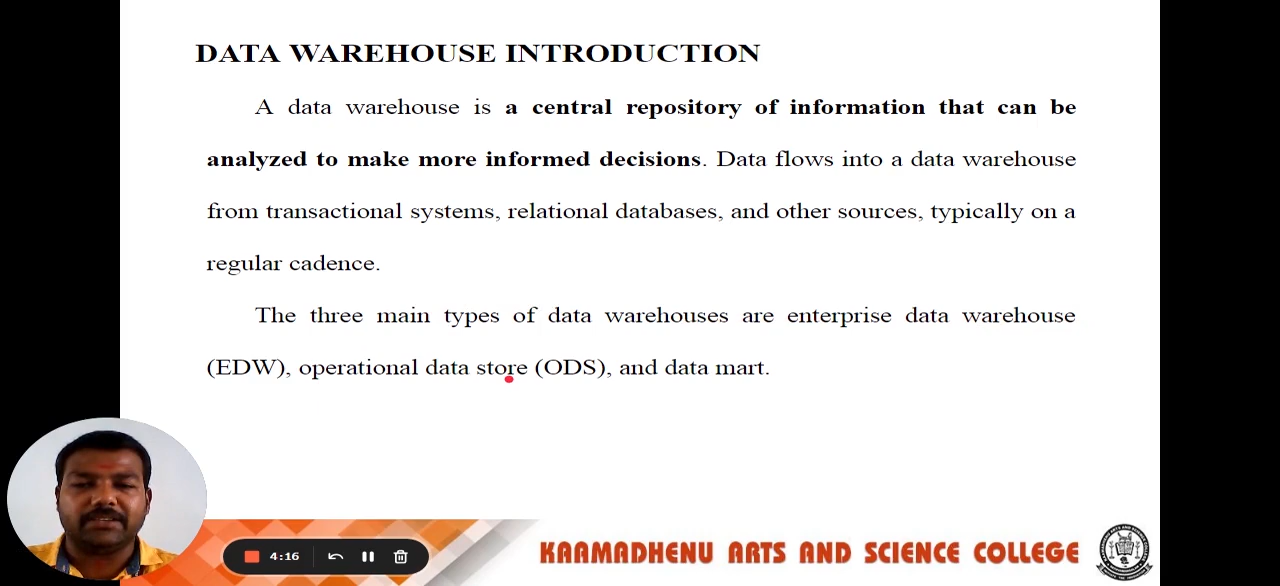 DATA WAREHOUSE INTRODUCTION
A data warehouse is a central repository of information that can be
analyzed to make more informed decisions. Data flows into a data warehouse
from transactional systems, relational databases, and other sources, typically on a
regular cadence.
The three main types of data warehouses are enterprise data warehouse
(EDW), operational data store (ODS), and data mart.
4:16
KAAMADHENU ARTS AND SCIENCE COLLEGE